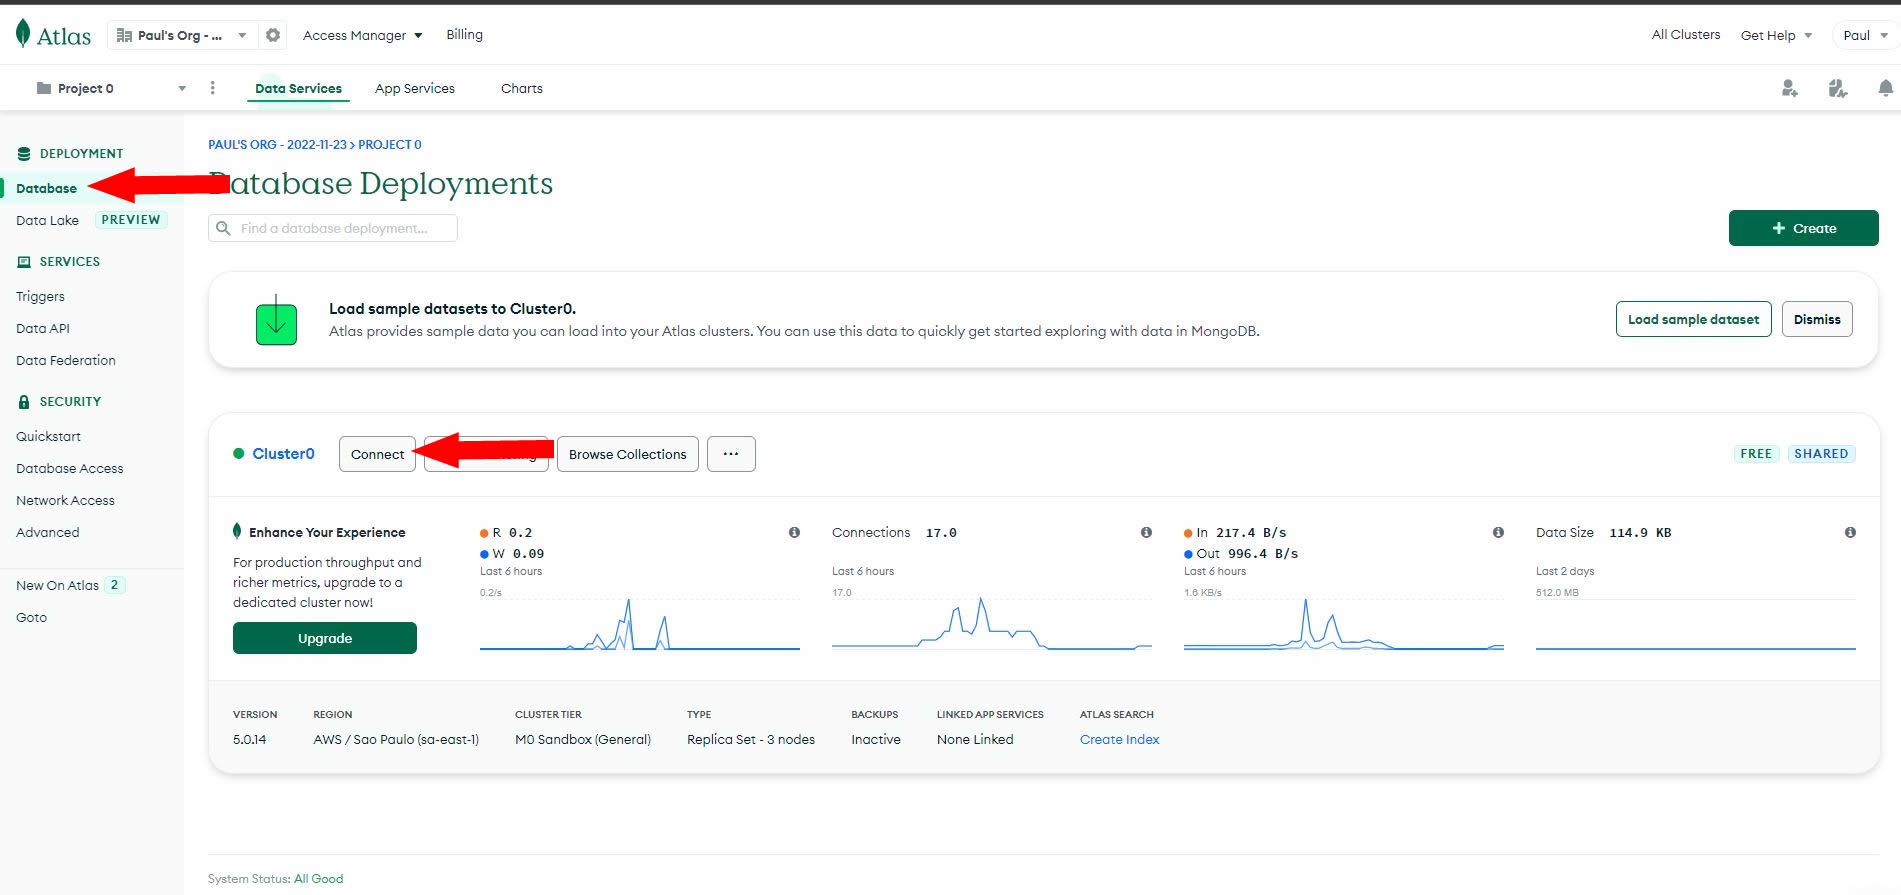 Atlas
Paul's Org - ...
Access Manager
Billing
All Clusters
Get Help
Paul
Project 0
Data Services
App Services
Charts
DEPLOYMENT
Database
Data Lake PREVIEW
SERVICES
Triggers
Data API
Data Federation
SECURITY
Quickstart
Database Access
Network Access
Advanced
New On Atlas 2
Goto
PAUL'S ORG - 2022-11-23 > PROJECT 0
Database Deployments
Find a database deployment...
+ Create
Load sample datasets to Cluster0.
Atlas provides sample data you can load into your Atlas clusters. You can use this data to quickly get started exploring with data in MongoDB.
Load sample dataset
Dismiss
Cluster0
Connect
Browse Collections
...
FREE
SHARED
Enhance Your Experience
For production throughput and
richer metrics, upgrade to a
dedicated cluster now!
Upgrade
R 0.2
W 0.09
Last 6 hours
0.2/s
Connections 17.0
Last 6 hours
17.0
In 217.4 B/s
Out 996.4 B/s
Last 6 hours
1.6 KB/s
Data Size 114.9 KB
Last 2 days
512.0 MB
VERSION
5.0.14
REGION
AWS / Sao Paulo (sa-east-1)
CLUSTER TIER
M0 Sandbox (General)
TYPE
Replica Set - 3 nodes
BACKUPS
Inactive
LINKED APP SERVICES
None Linked
ATLAS SEARCH
Create Index
System Status: All Good